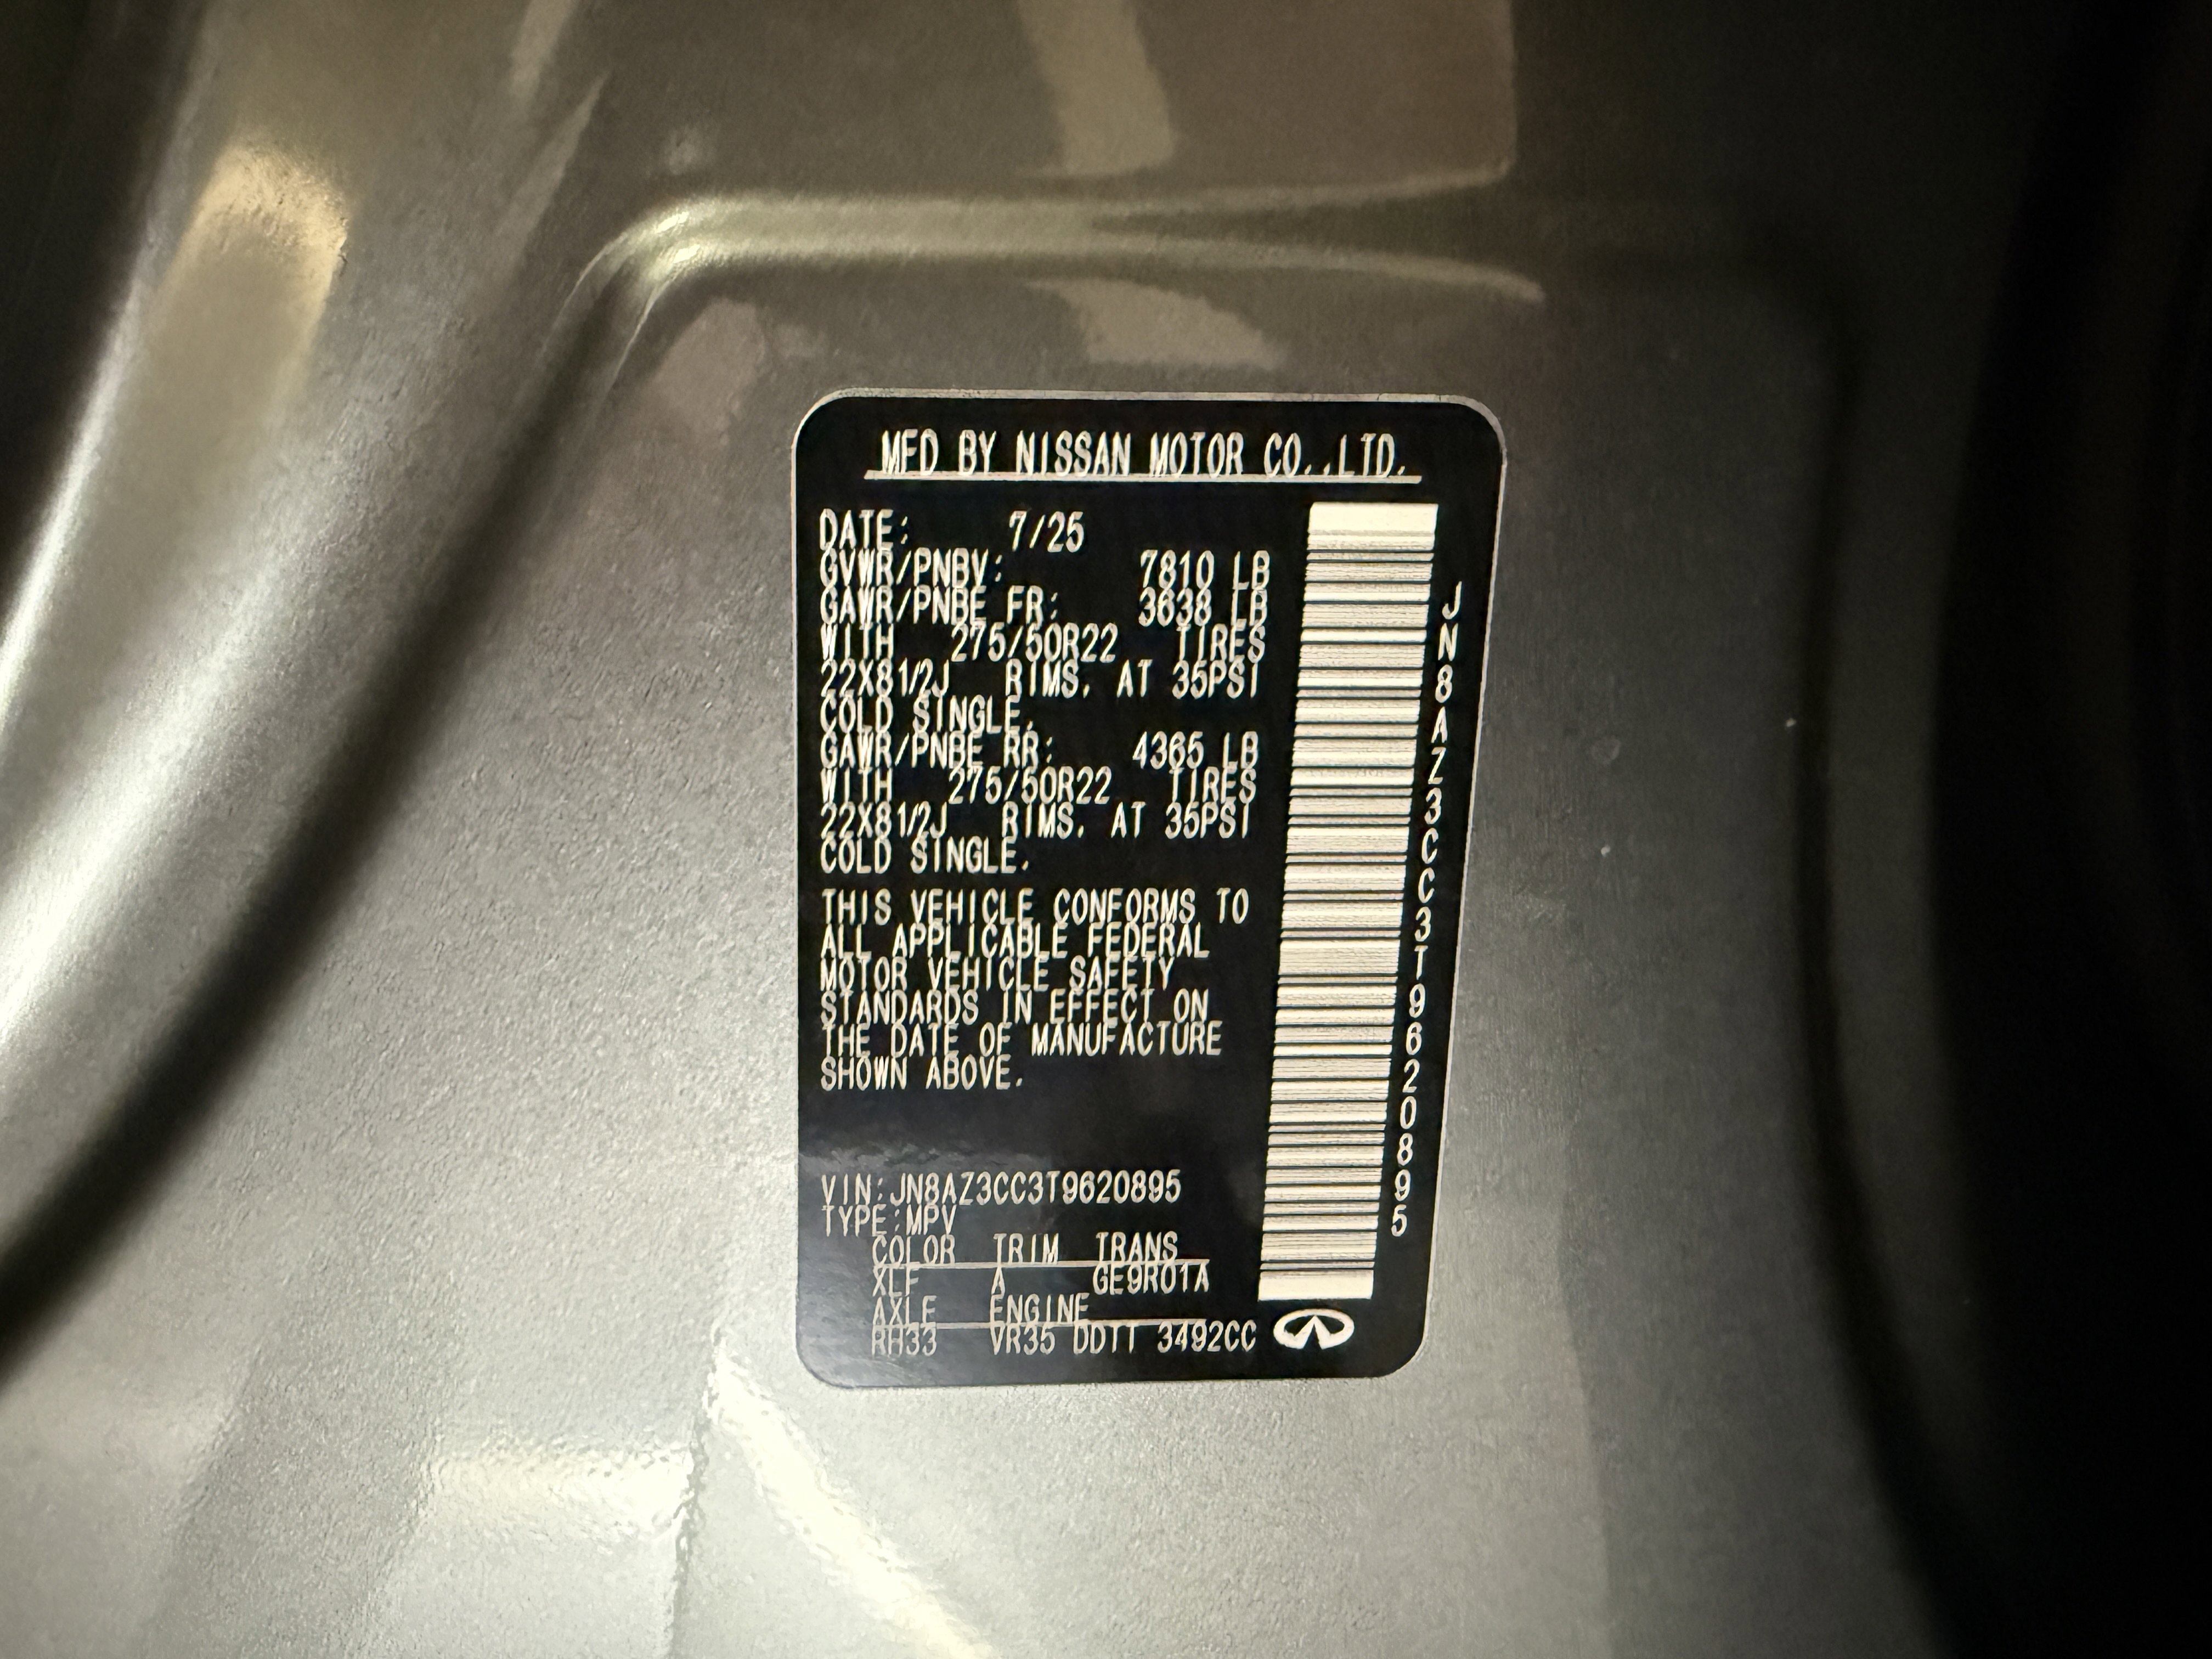 MFD BY NISSAN MOTOR CO.,LTD.
DATE: 7/25
GVWR/PNBV: 7810 LB
GAWR/PNBE FR: 3638 LB
WITH 275/50R22 TIRES
22X81/2J RIMS. AT 35PSI
COLD SINGLE.
GAWR/PNBE RR: 4365 LB
WITH 275/50R22 TIRES
22X81/2J RIMS. AT 35PSI
COLD SINGLE.
THIS VEHICLE CONFORMS TO
ALL APPLICABLE FEDERAL
MOTOR VEHICLE SAFETY
STANDARDS IN EFFECT ON
THE DATE OF MANUFACTURE
SHOWN ABOVE.
VIN:JN8AZ3CC3T9620895
TYPE:MPV
COLOR TRIM TRANS
XLF A GE9R01A
AXLE ENGINE
RH33 VR35 DDTT 3492CC
JN8AZ3CC3T9620895